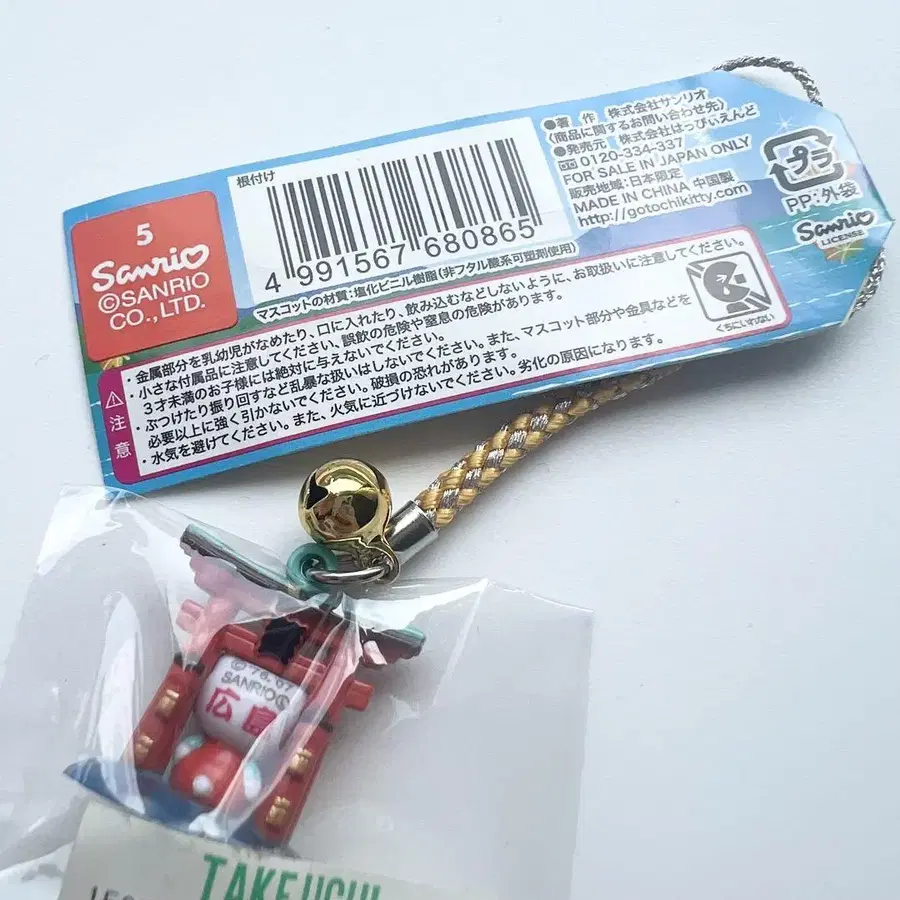 5
Sanrio
©SANRIO
CO., LTD.
根付け
4 991567 680865
マスコットの材質：塩化ビニル樹脂（非フタル酸系可塑剤使用）
●著　作　株式会社サンリオ
〈商品に関するお問い合わせ先〉
●発売元　株式会社はっぴぃえんど
0120-334-337
FOR SALE IN JAPAN ONLY
販売地域：日本限定
MADE IN CHINA 中国製
http://gotochikitty.com
プラ
PP：外袋
Sanrio
LICENSE
注意
・金属部分を乳幼児がなめたり、口に入れたり、飲み込むなどしないように、お取扱いに注意してください。
・小さな付属品に注意してください、誤飲の危険や窒息の危険があります。
3才未満のお子様には絶対に与えないでください。
・ぶつけたり振り回すなど乱暴な扱いはしないでください。また、マスコット部分や金具などを
必要以上に強く引かないでください。破損の恐れがあります。
・水気を避けてください。また、火気に近づけないでください。劣化の原因になります。
くちにいれない
©'76,'07
SANRIO
広島
TAKEUCHI